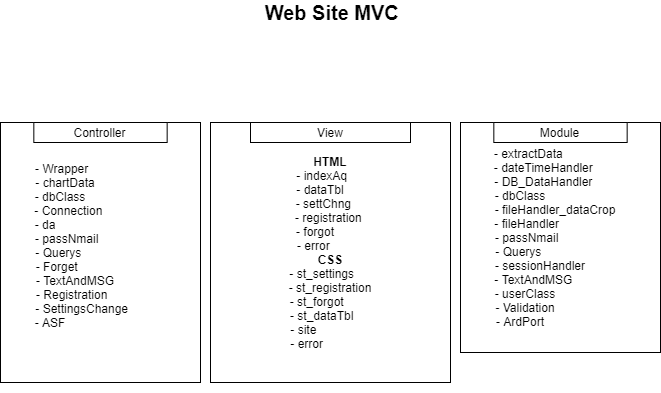 Web Site MVC
Controller
- Wrapper
- chartData
- dbClass
- Connection
- da
- passNmail
- Querys
- Forget
- TextAndMSG
- Registration
- SettingsChange
- ASF
View
HTML
- indexAq
- dataTbl
- settChng
- registration
- forgot
- error
CSS
- st_settings
- st_registration
- st_forgot
- st_dataTbl
- site
- error
Module
- extractData
- dateTimeHandler
- DB_DataHandler
- dbClass
- fileHandler_dataCrop
- fileHandler
- passNmail
- Querys
- sessionHandler
- TextAndMSG
- userClass
- Validation
- ArdPort